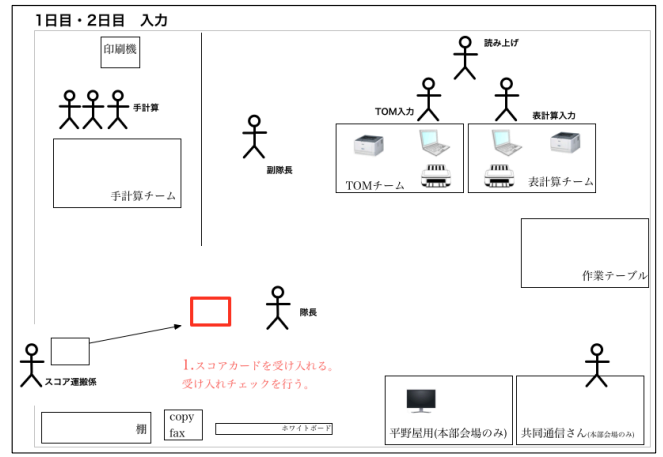 1日目・2日目 入力
印刷機
読み上げ
手計算
TOM入力
表計算入力
副隊長
手計算チーム
TOMチーム
表計算チーム
作業テーブル
隊長
スコア運搬係
1.スコアカードを受け入れる。
受け入れチェックを行う。
棚
copy
fax
ホワイトボード
平野屋用(本部会場のみ)
共同通信さん(本部会場のみ)